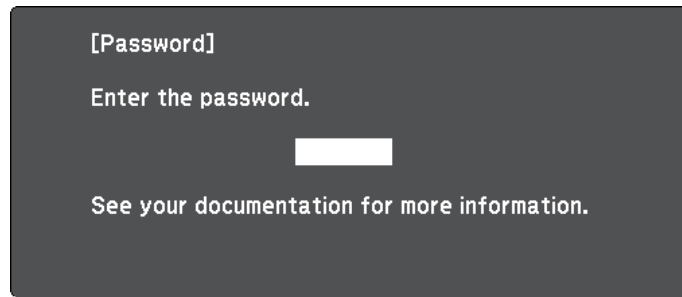 [Password]
Enter the password.
See your documentation for more information.